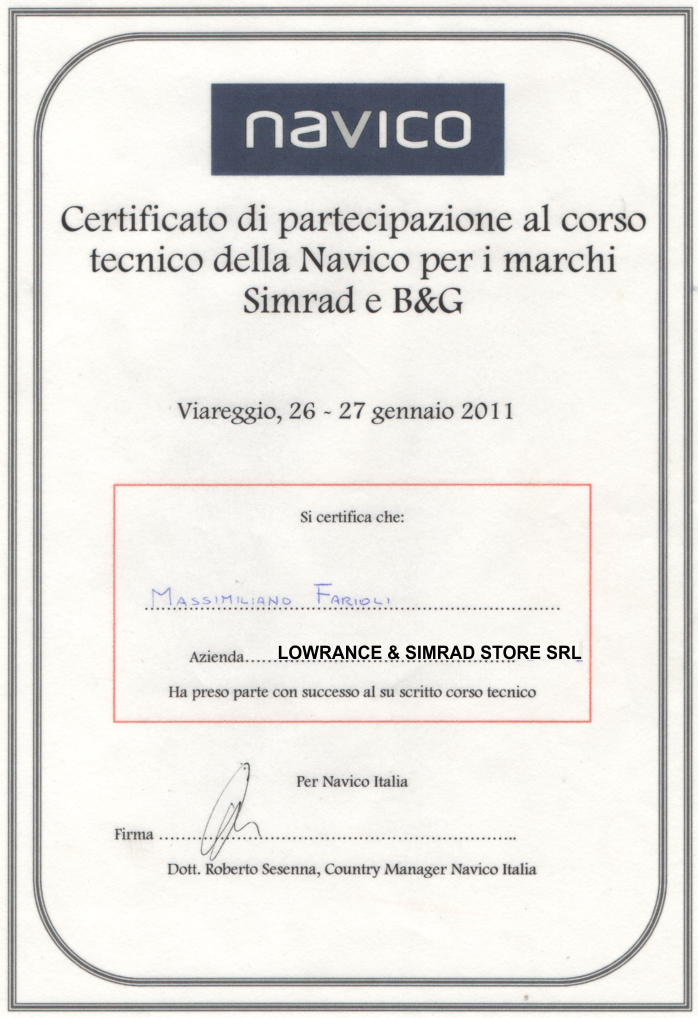 navico
Certificato di partecipazione al corso
tecnico della Navico per i marchi
Simrad e B&G
Viareggio, 26 - 27 gennaio 2011
Si certifica che:
Massimiliano Farioli
Azienda LOWRANCE & SIMRAD STORE SRL
Ha preso parte con successo al su scritto corso tecnico
Per Navico Italia
Firma
Dott. Roberto Sesenna, Country Manager Navico Italia